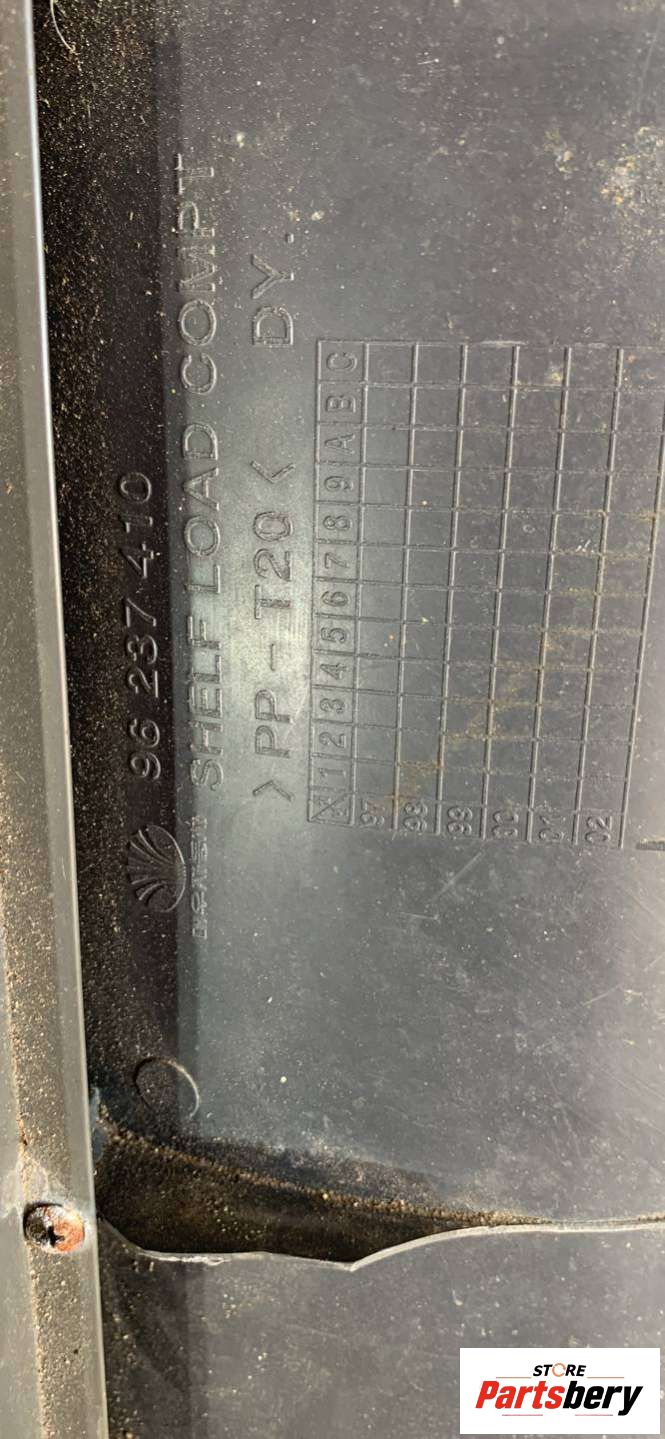 96 237 410
SHELF LOAD COMPT
>PP-T20< DY.
1 2 3 4 5 6 7 8 9 A B C
97
98
99
00
01
02
STORE
Partsbery